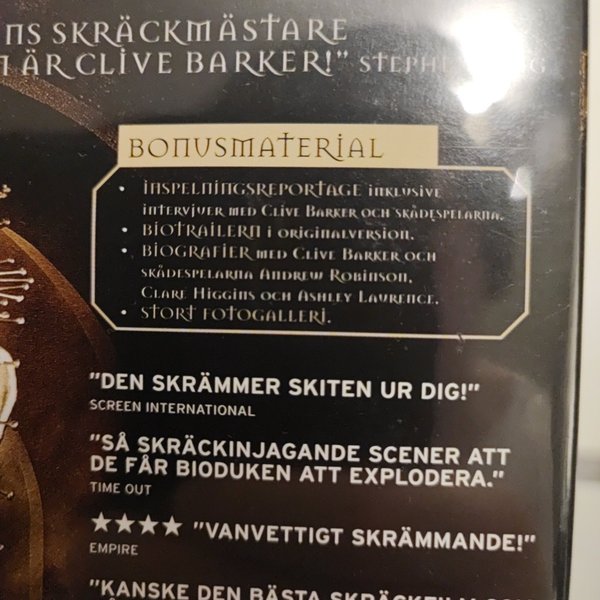 NS SKRÄCKMÄSTARE
ÄR CLIVE BARKER!"
BONUSMATERIAL
• INSPELNINGSREPORTAGE INKLUSIVE
INTERVJUER MED CLIVE BARKER OCH SKÅDESPELARNA.
• BIOTRAILERN I ORIGINALVERSION.
• BIOGRAFIER MED CLIVE BARKER OCH
SKÅDESPELARNA ANDREW ROBINSON,
CLARE HIGGINS OCH ASHLEY LAURENCE.
• STORT FOTOGALLERI.
"DEN SKRÄMMER SKITEN UR DIG!"
SCREEN INTERNATIONAL
"SÅ SKRÄCKINJAGANDE SCENER ATT
DE FÅR BIODUKEN ATT EXPLODERA."
TIME OUT
★★★★ "VANVETTIGT SKRÄMMANDE!"
EMPIRE
"KANSKE DEN BÄSTA